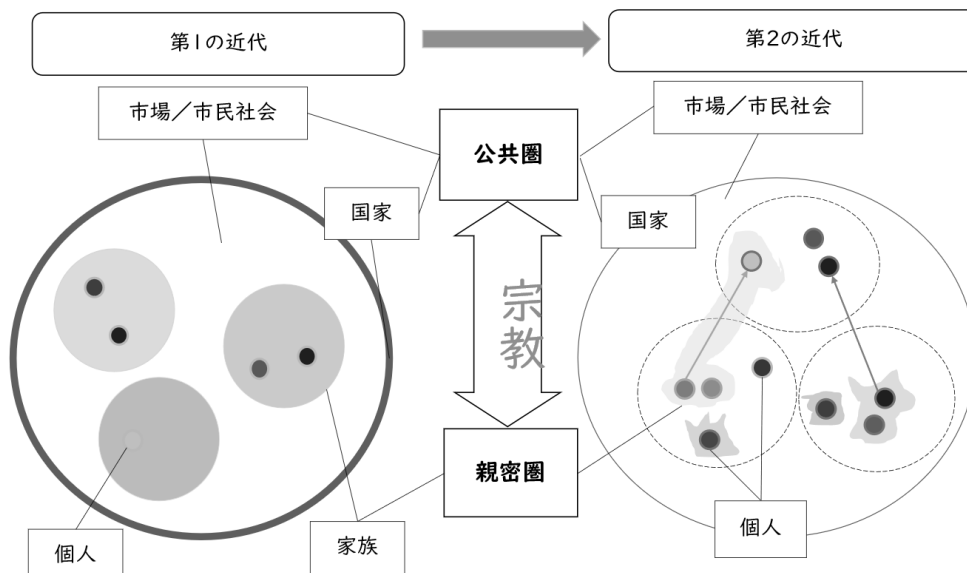 第1の近代
第2の近代
市場／市民社会
公共圏
市場／市民社会
国家
国家
宗教
親密圏
個人
家族
個人